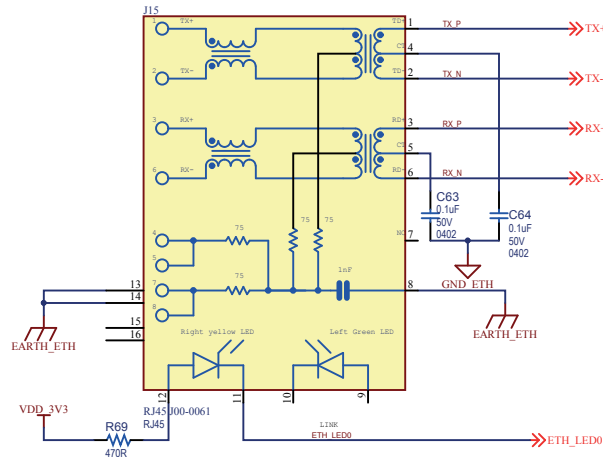 J15
1
TX+
TD+
1
TX_P
TX+
CT
4
2
TX-
TD-
2
TX_N
TX-
3
RX+
RD+
3
RX_P
RX+
CT
5
6
RX-
RD-
6
RX_N
RX-
C63
0.1uF
50V
0402
C64
0.1uF
50V
0402
75
75
75
4
NC
7
5
75
1nF
GND_ETH
13
7
8
14
8
15
16
EARTH_ETH
EARTH_ETH
Right yellow LED
Left Green LED
12
11
10
9
VDD_3V3
RJ45 J00-0061
RJ45
R69
470R
LINK
ETH_LED0
ETH_LED0